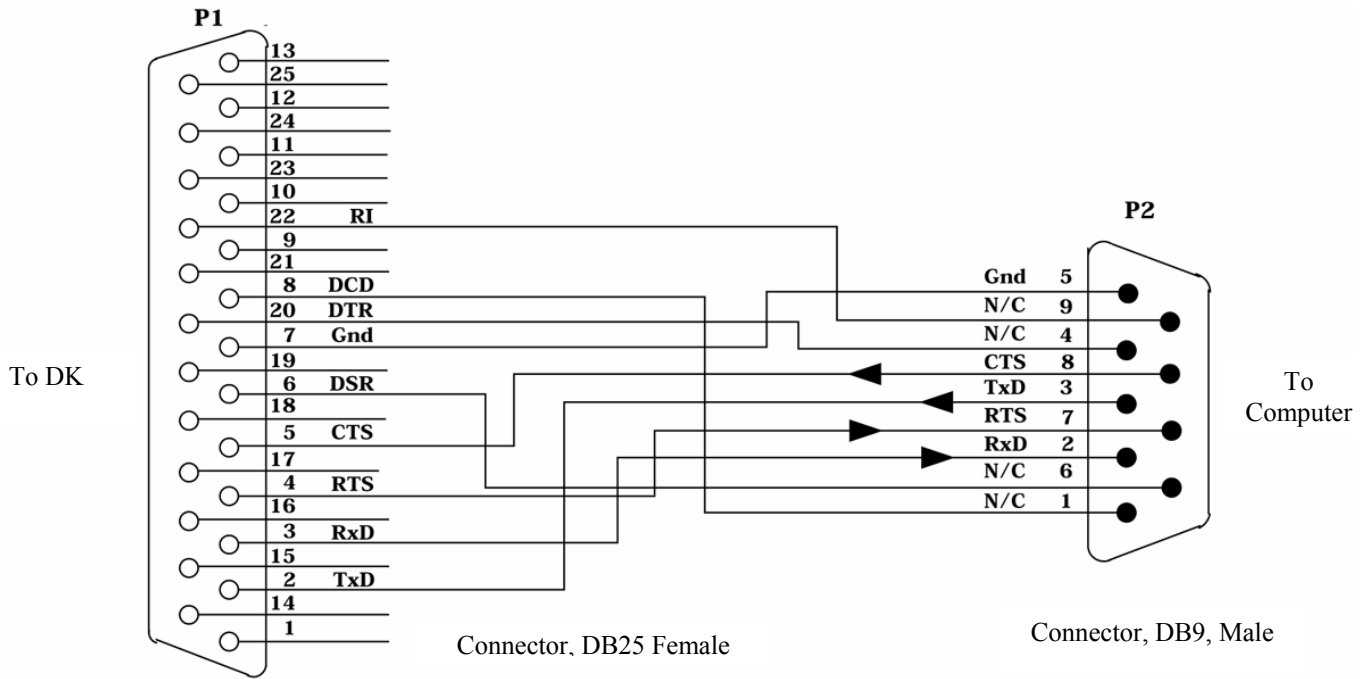 P1
13
25
12
24
11
23
10
22 RI
9
21
8 DCD
20 DTR
7 Gnd
19
6 DSR
18
5 CTS
17
4 RTS
16
3 RxD
15
2 TxD
14
1
To DK
Connector, DB25 Female
P2
Gnd 5
N/C 9
N/C 4
CTS 8
TxD 3
RTS 7
RxD 2
N/C 6
N/C 1
To
Computer
Connector, DB9, Male